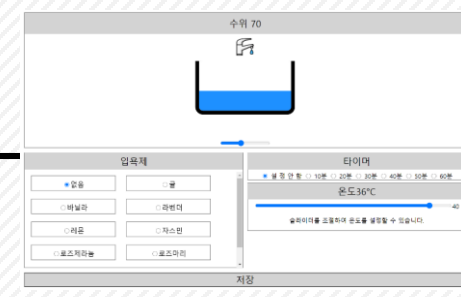 수위 70
입욕제
없음
귤
바닐라
라벤더
레몬
자스민
로즈제라늄
로즈마리
타이머
설정안함 10분 20분 30분 40분 50분 60분
온도36°C
40
슬라이더를 조절하여 온도를 설정할 수 있습니다.
저장